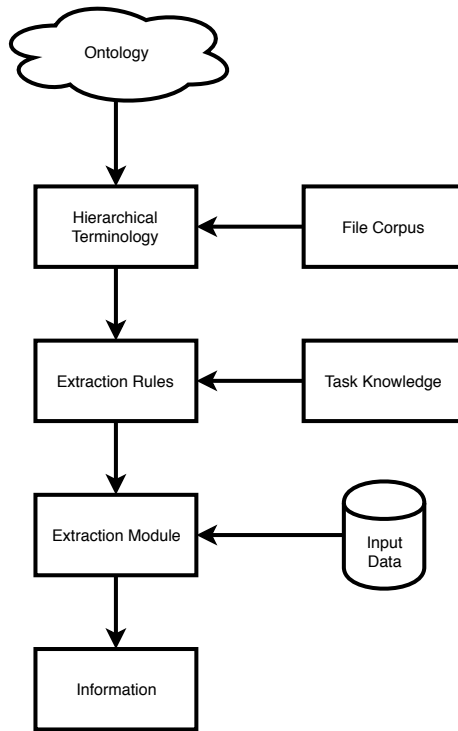 Ontology
Hierarchical
Terminology
File Corpus
Extraction Rules
Task Knowledge
Extraction Module
Input
Data
Information